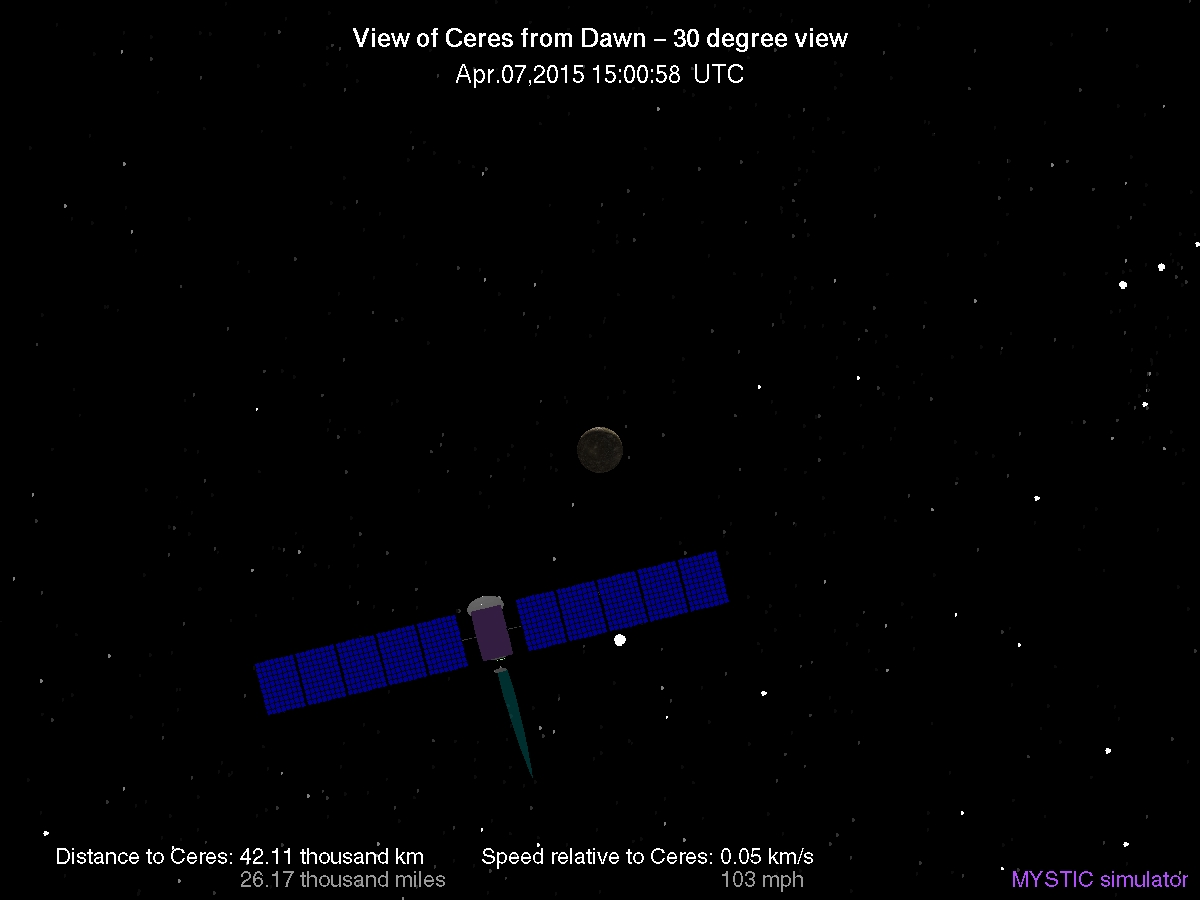 View of Ceres from Dawn – 30 degree view
Apr.07,2015 15:00:58 UTC
Distance to Ceres: 42.11 thousand km
26.17 thousand miles
Speed relative to Ceres: 0.05 km/s
103 mph
MYSTIC simulator